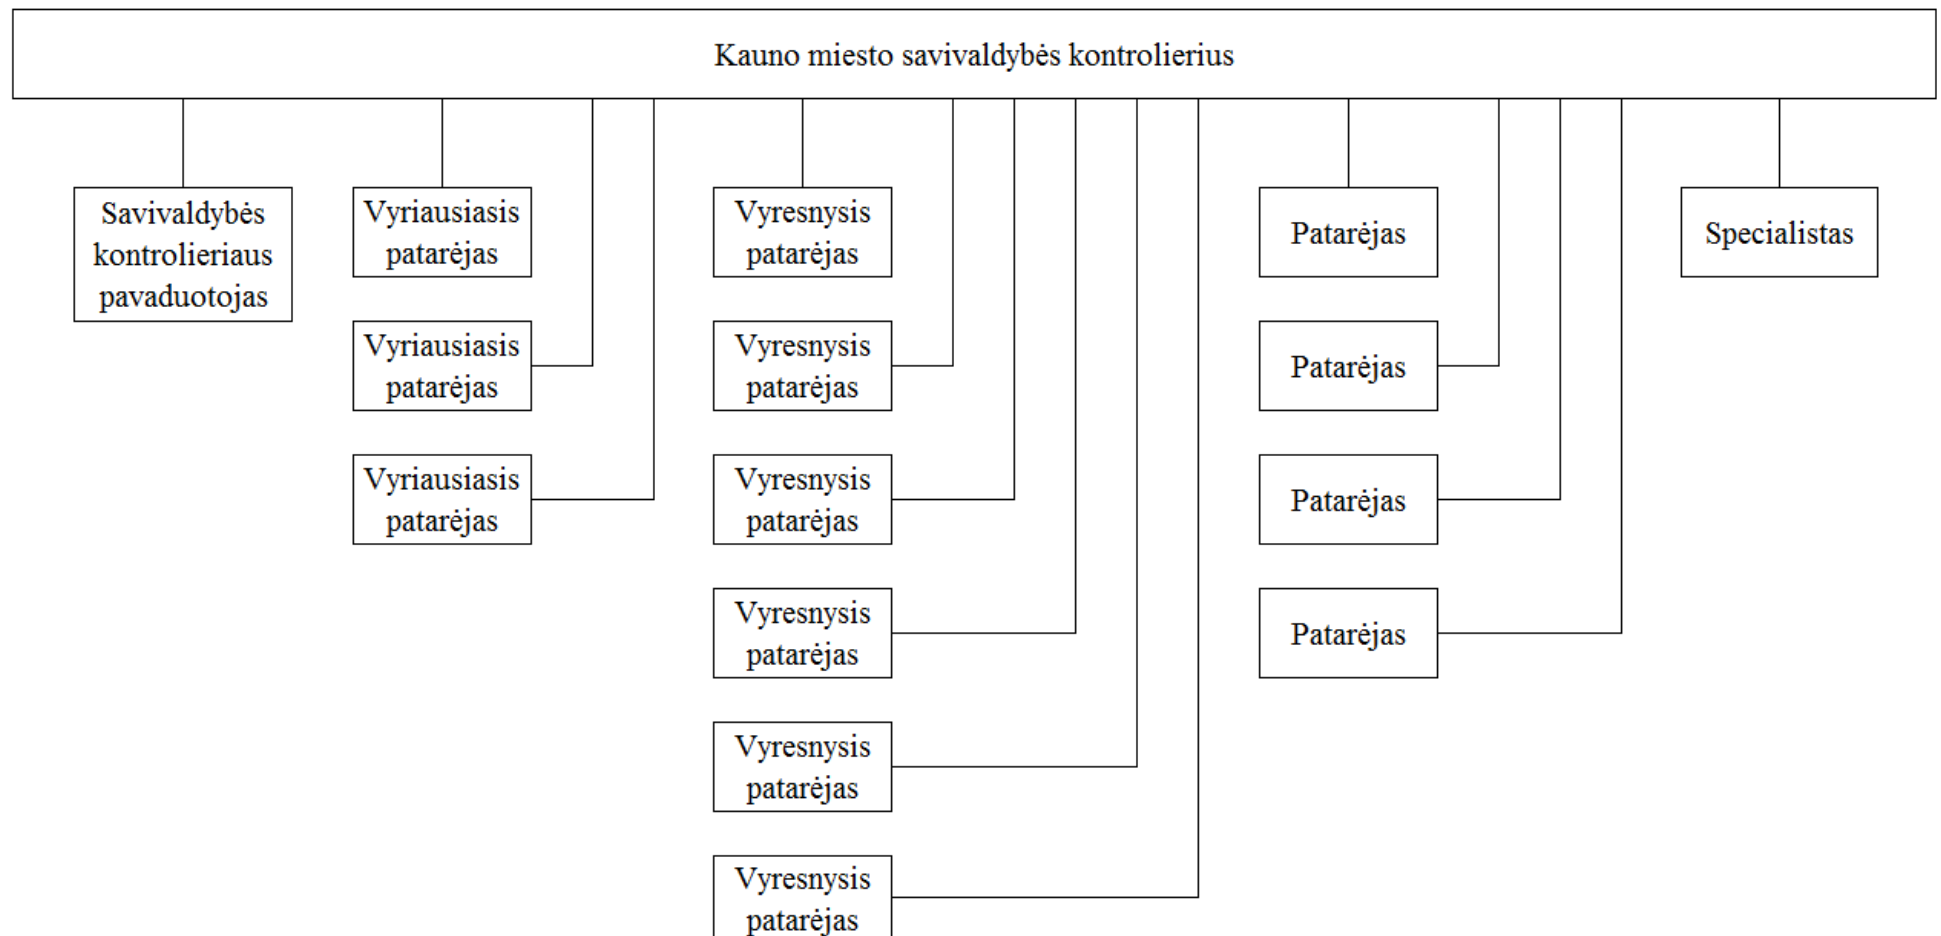 Kauno miesto savivaldybės kontrolierius
Savivaldybės
kontrolieriaus
pavaduotojas
Vyriausiasis
patarėjas
Vyriausiasis
patarėjas
Vyriausiasis
patarėjas
Vyresnysis
patarėjas
Vyresnysis
patarėjas
Vyresnysis
patarėjas
Vyresnysis
patarėjas
Vyresnysis
patarėjas
Vyresnysis
patarėjas
Patarėjas
Patarėjas
Patarėjas
Patarėjas
Specialistas